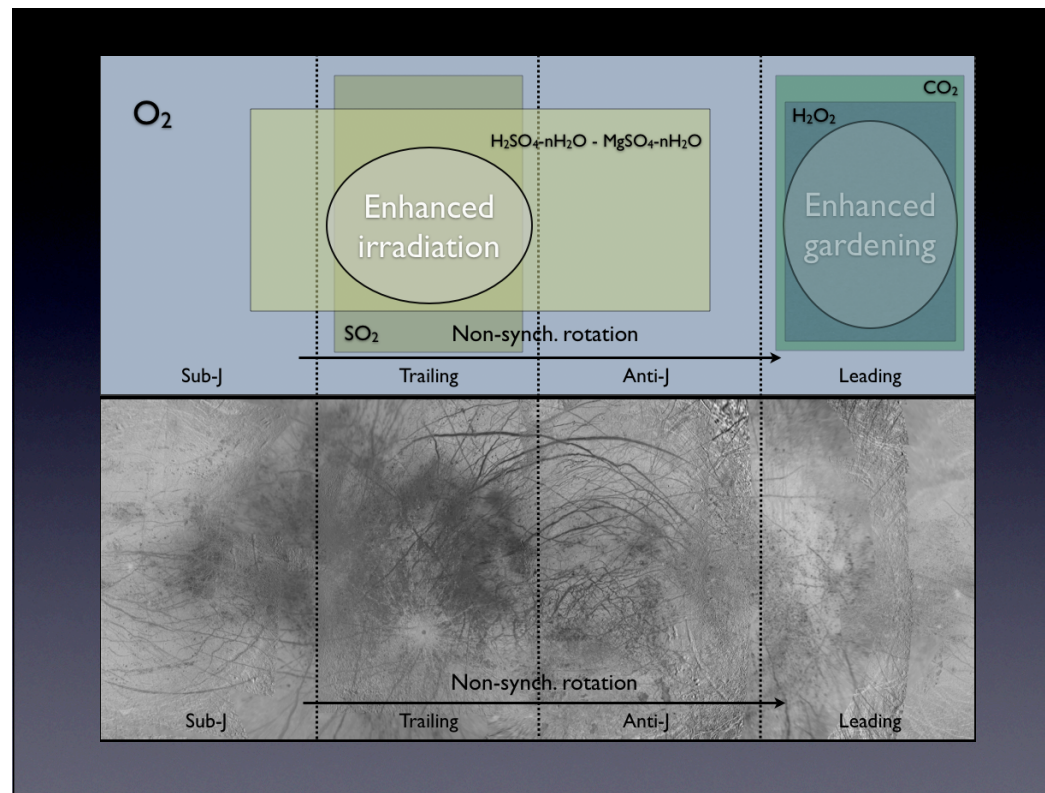 O₂
CO₂
H₂O₂
H₂SO₄-nH₂O - MgSO₄-nH₂O
Enhanced
irradiation
Enhanced
gardening
SO₂
Non-synch. rotation
Sub-J
Trailing
Anti-J
Leading
Non-synch. rotation
Sub-J
Trailing
Anti-J
Leading